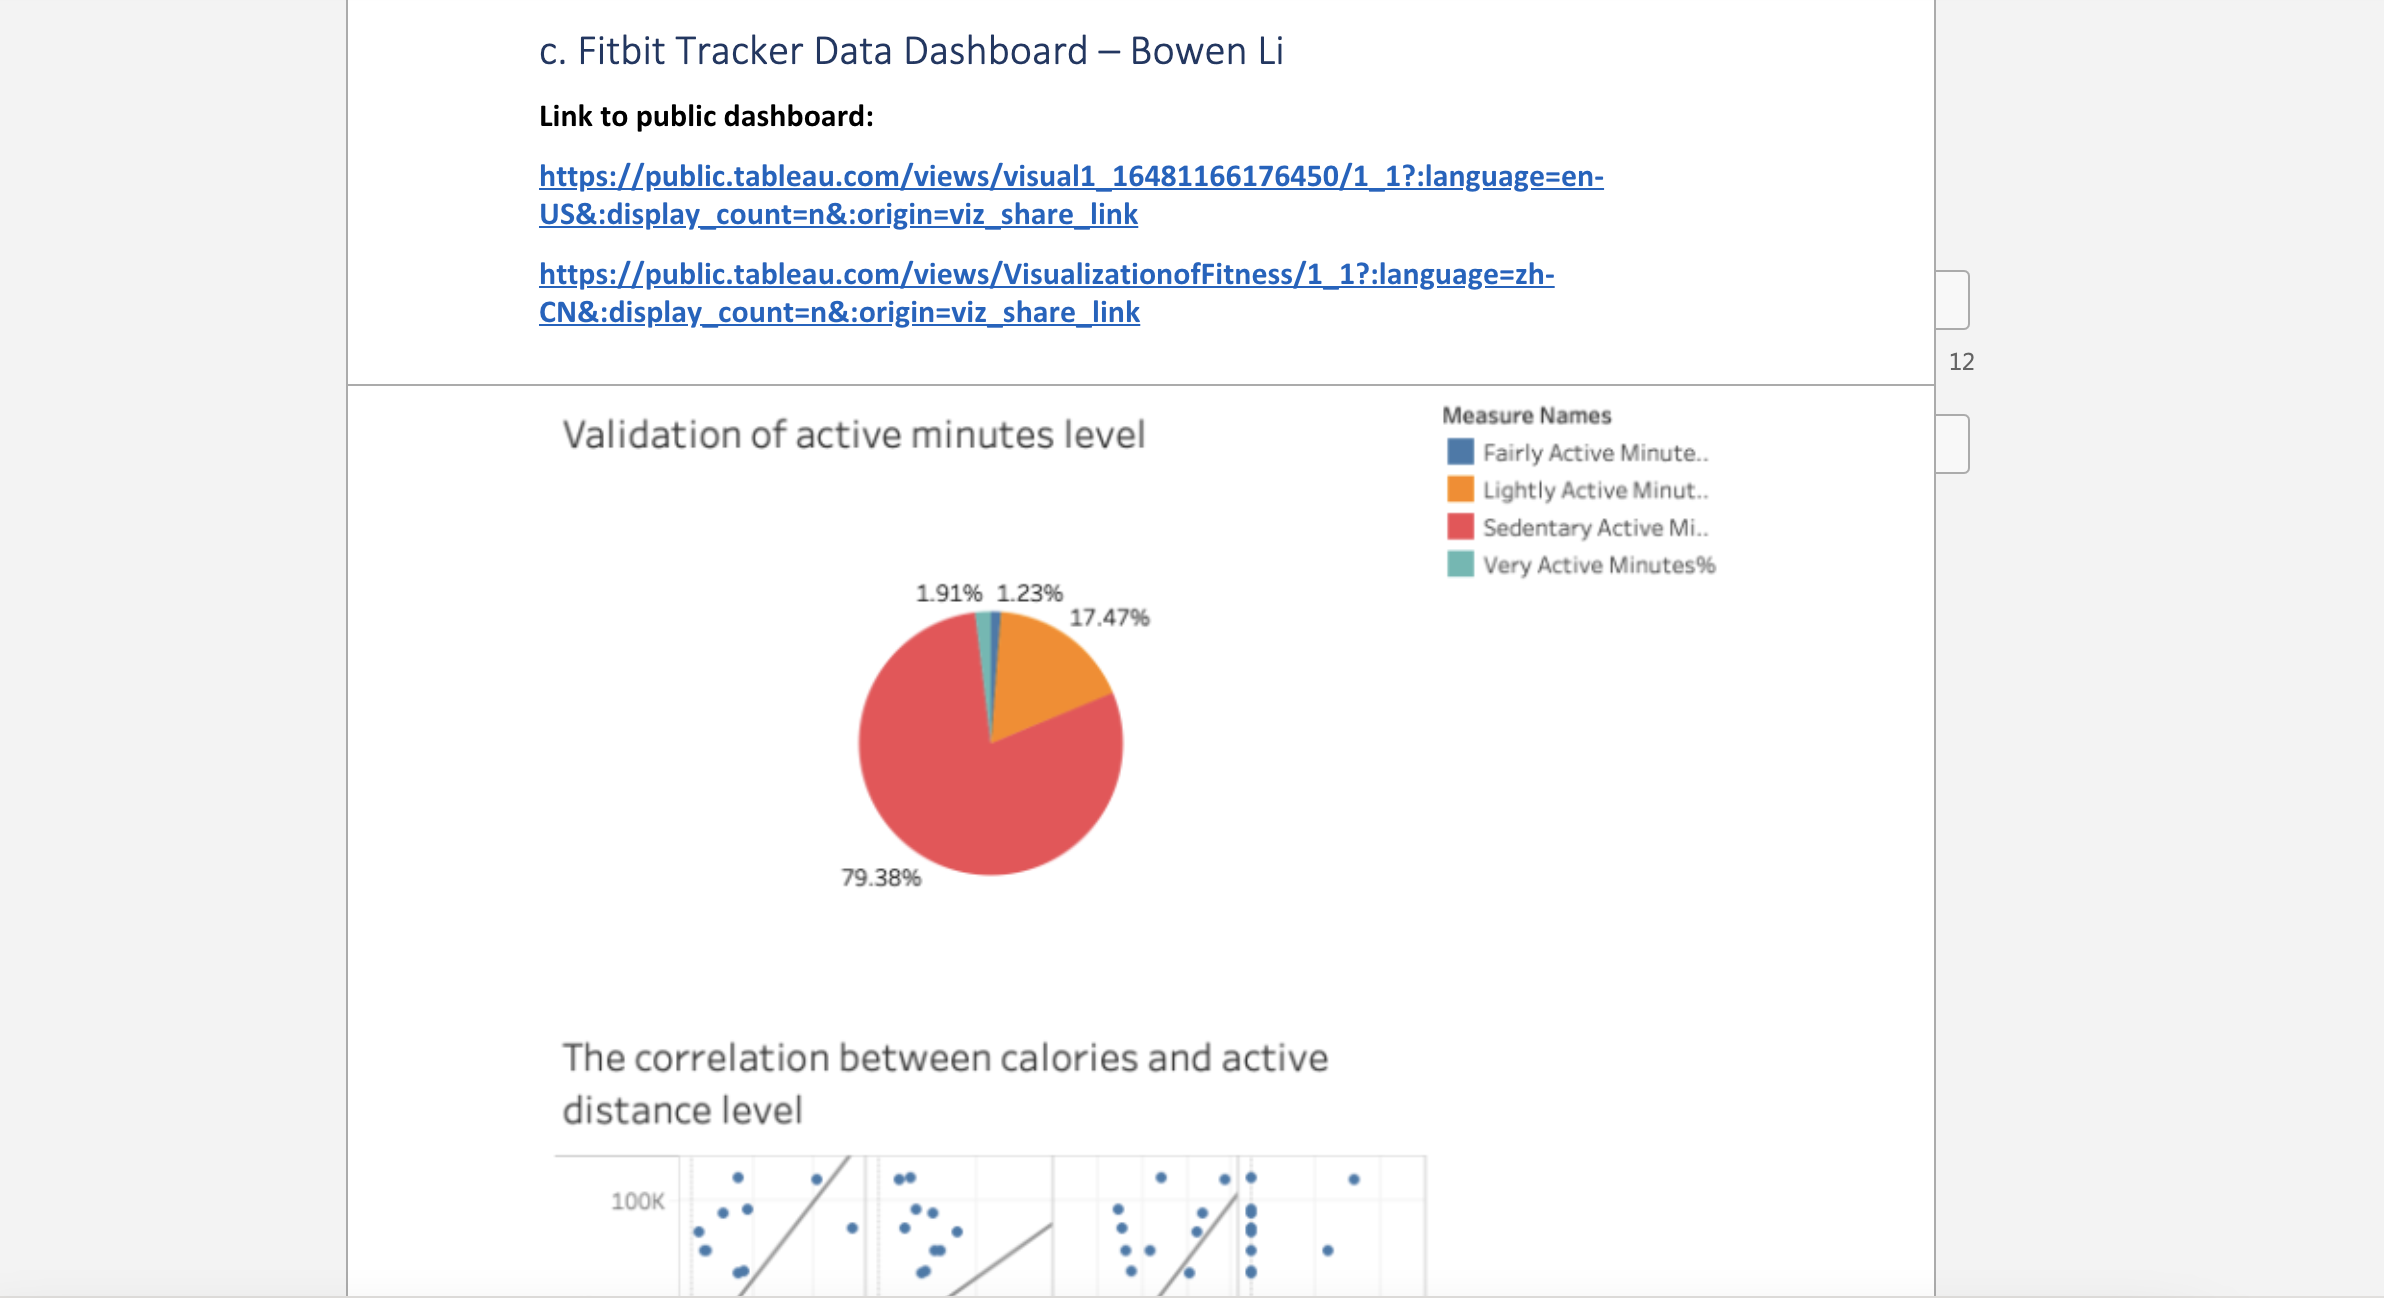 c. Fitbit Tracker Data Dashboard – Bowen Li
Link to public dashboard:
https://public.tableau.com/views/visual1_16481166176450/1_1?:language=en-
US&:display_count=n&:origin=viz_share_link
https://public.tableau.com/views/VisualizationofFitness/1_1?:language=zh-
CN&:display_count=n&:origin=viz_share_link
12
Validation of active minutes level
Measure Names
Fairly Active Minute..
Lightly Active Minut..
Sedentary Active Mi..
Very Active Minutes%
1.91% 1.23%
17.47%
79.38%
The correlation between calories and active
distance level
100K